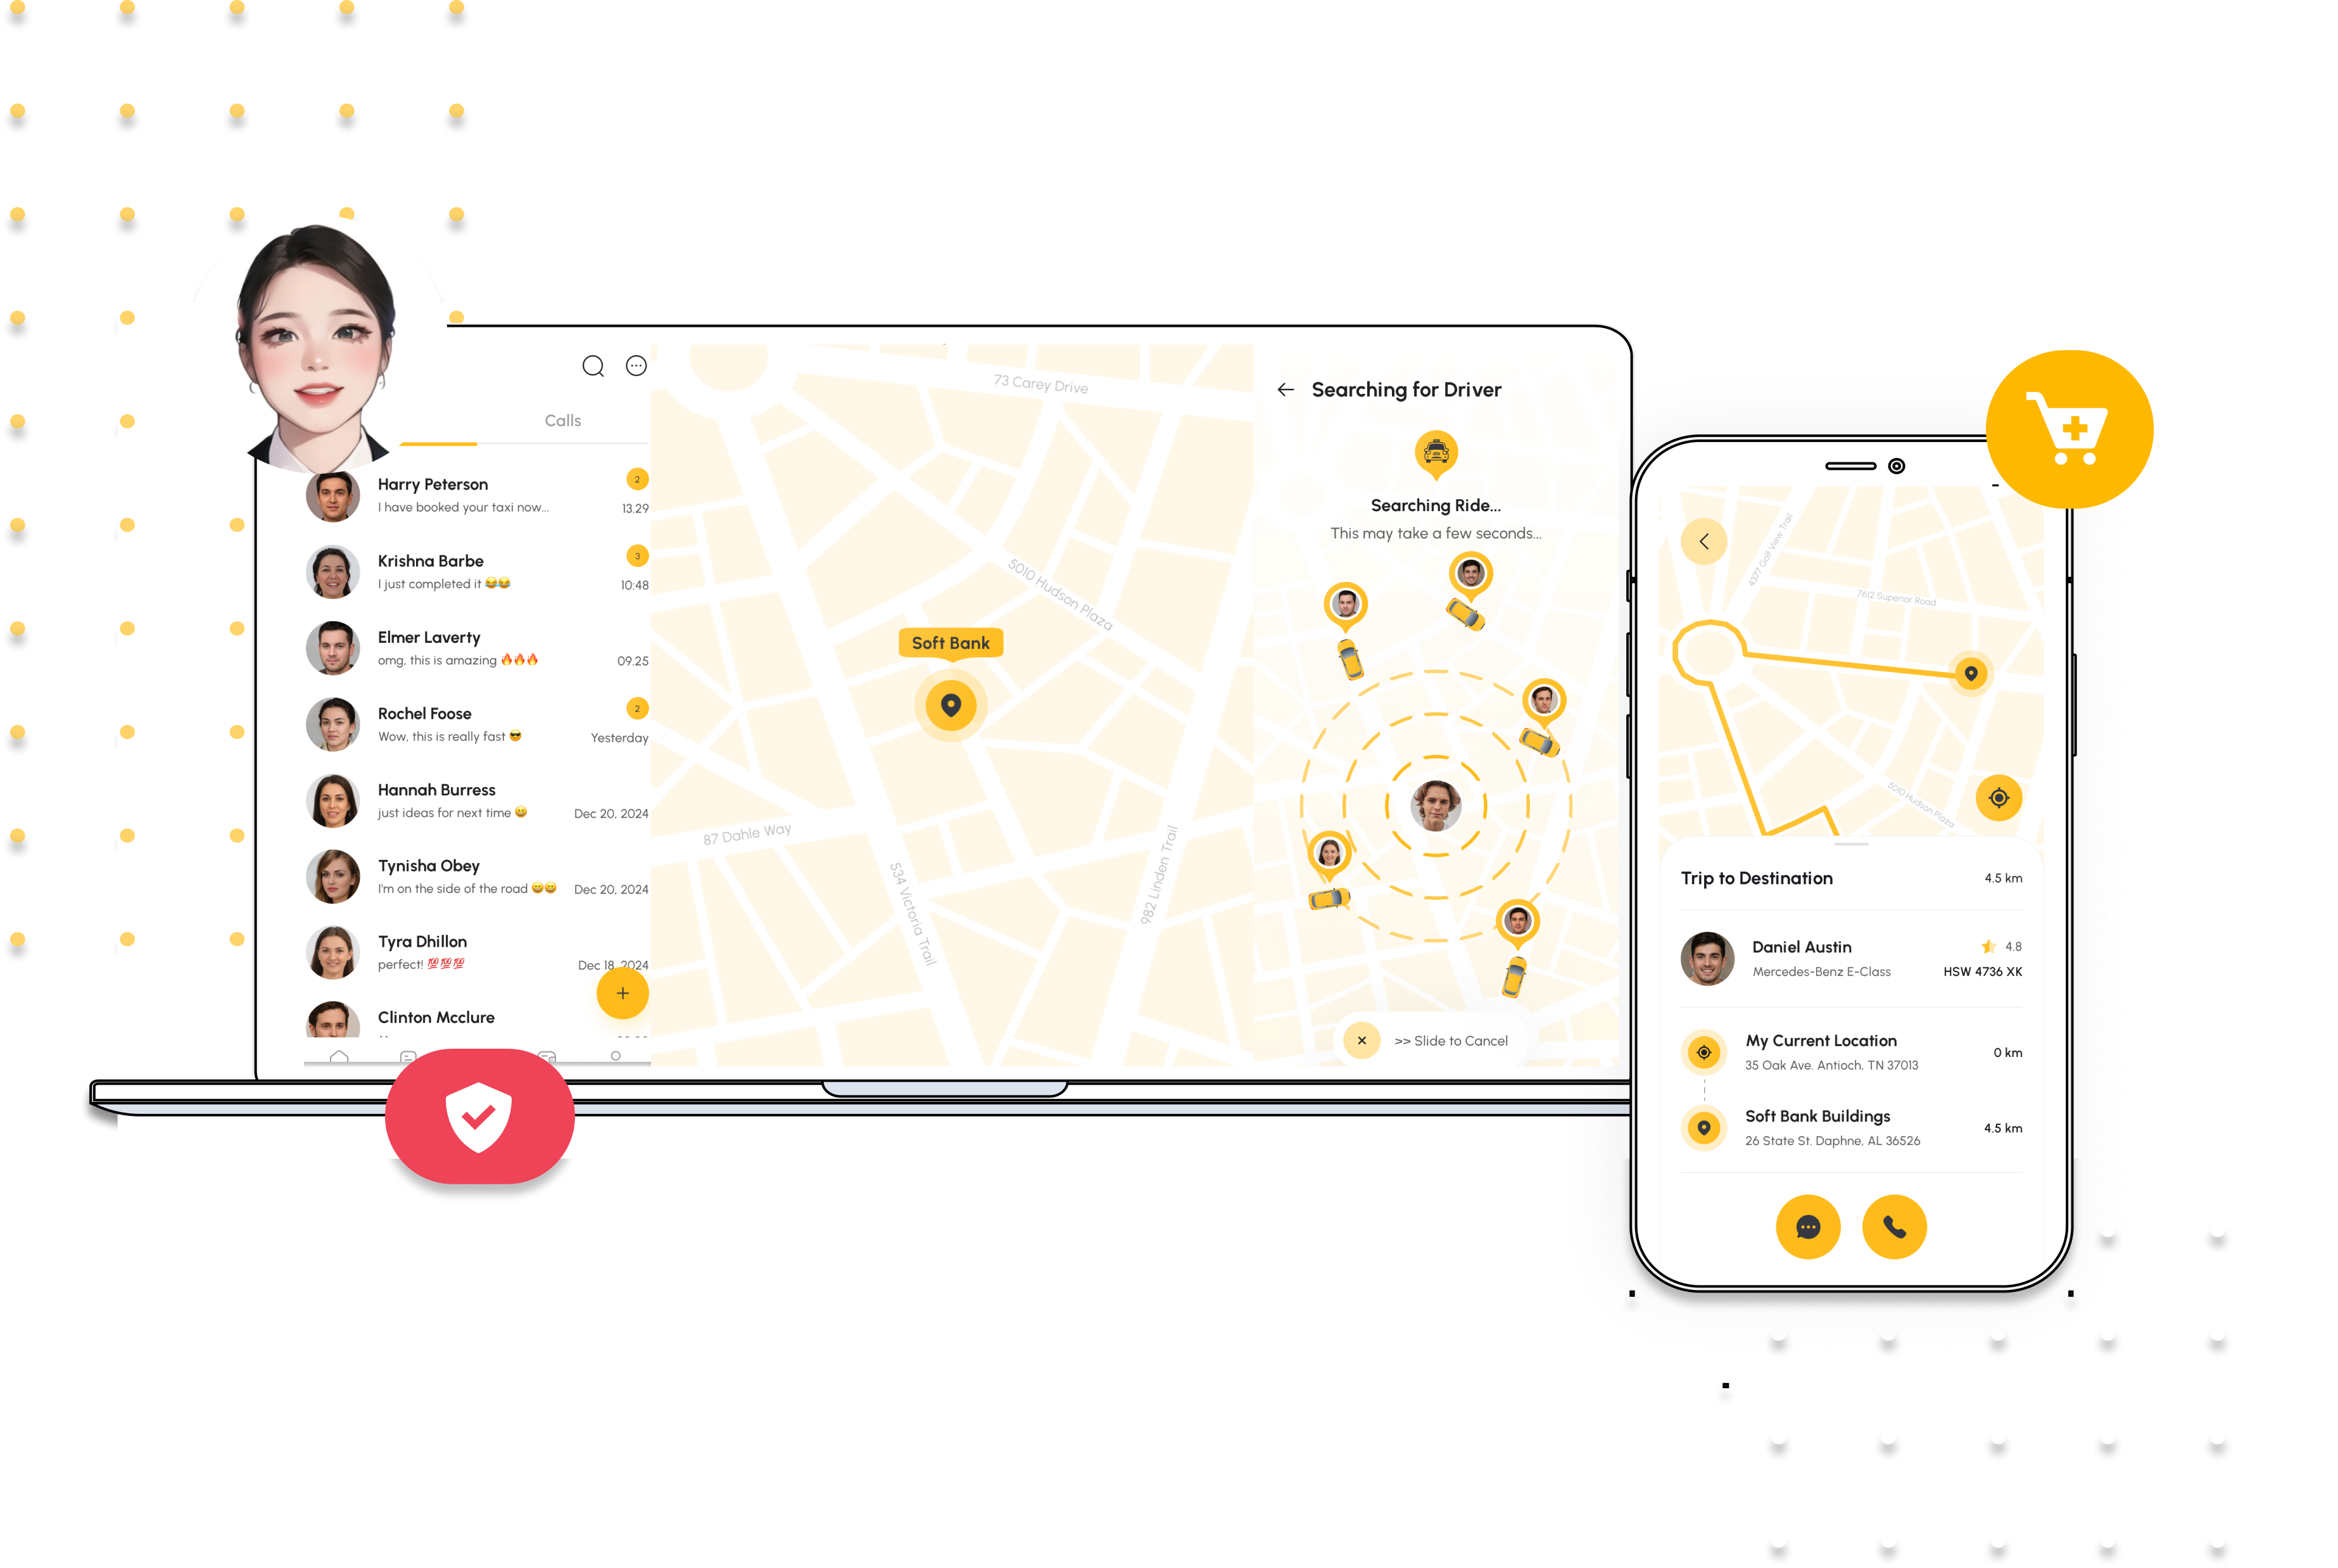 Calls
Harry Peterson
2
I have booked your taxi now...
13.29
Krishna Barbe
3
I just completed it 😂😂
10:48
Elmer Laverty
omg, this is amazing 🔥🔥🔥
09.25
Rochel Foose
2
Wow, this is really fast 😎
Yesterday
Hannah Burress
just ideas for next time 😄
Dec 20, 2024
Tynisha Obey
I'm on the side of the road 😀😀
Dec 20, 2024
Tyra Dhillon
perfect! 💯💯💯
Dec 18, 2024
Clinton Mcclure
73 Carey Drive
5010 Hudson Plaza
Soft Bank
87 Dahle Way
534 Victoria Trail
982 Linden Trail
Searching for Driver
Searching Ride...
This may take a few seconds...
>> Slide to Cancel
4377 Golf View Trail
7612 Superior Road
5010 Hudson Plaza
Trip to Destination
4.5 km
Daniel Austin
4.8
Mercedes-Benz E-Class
HSW 4736 XK
My Current Location
0 km
35 Oak Ave. Antioch, TN 37013
Soft Bank Buildings
4.5 km
26 State St. Daphne, AL 36526